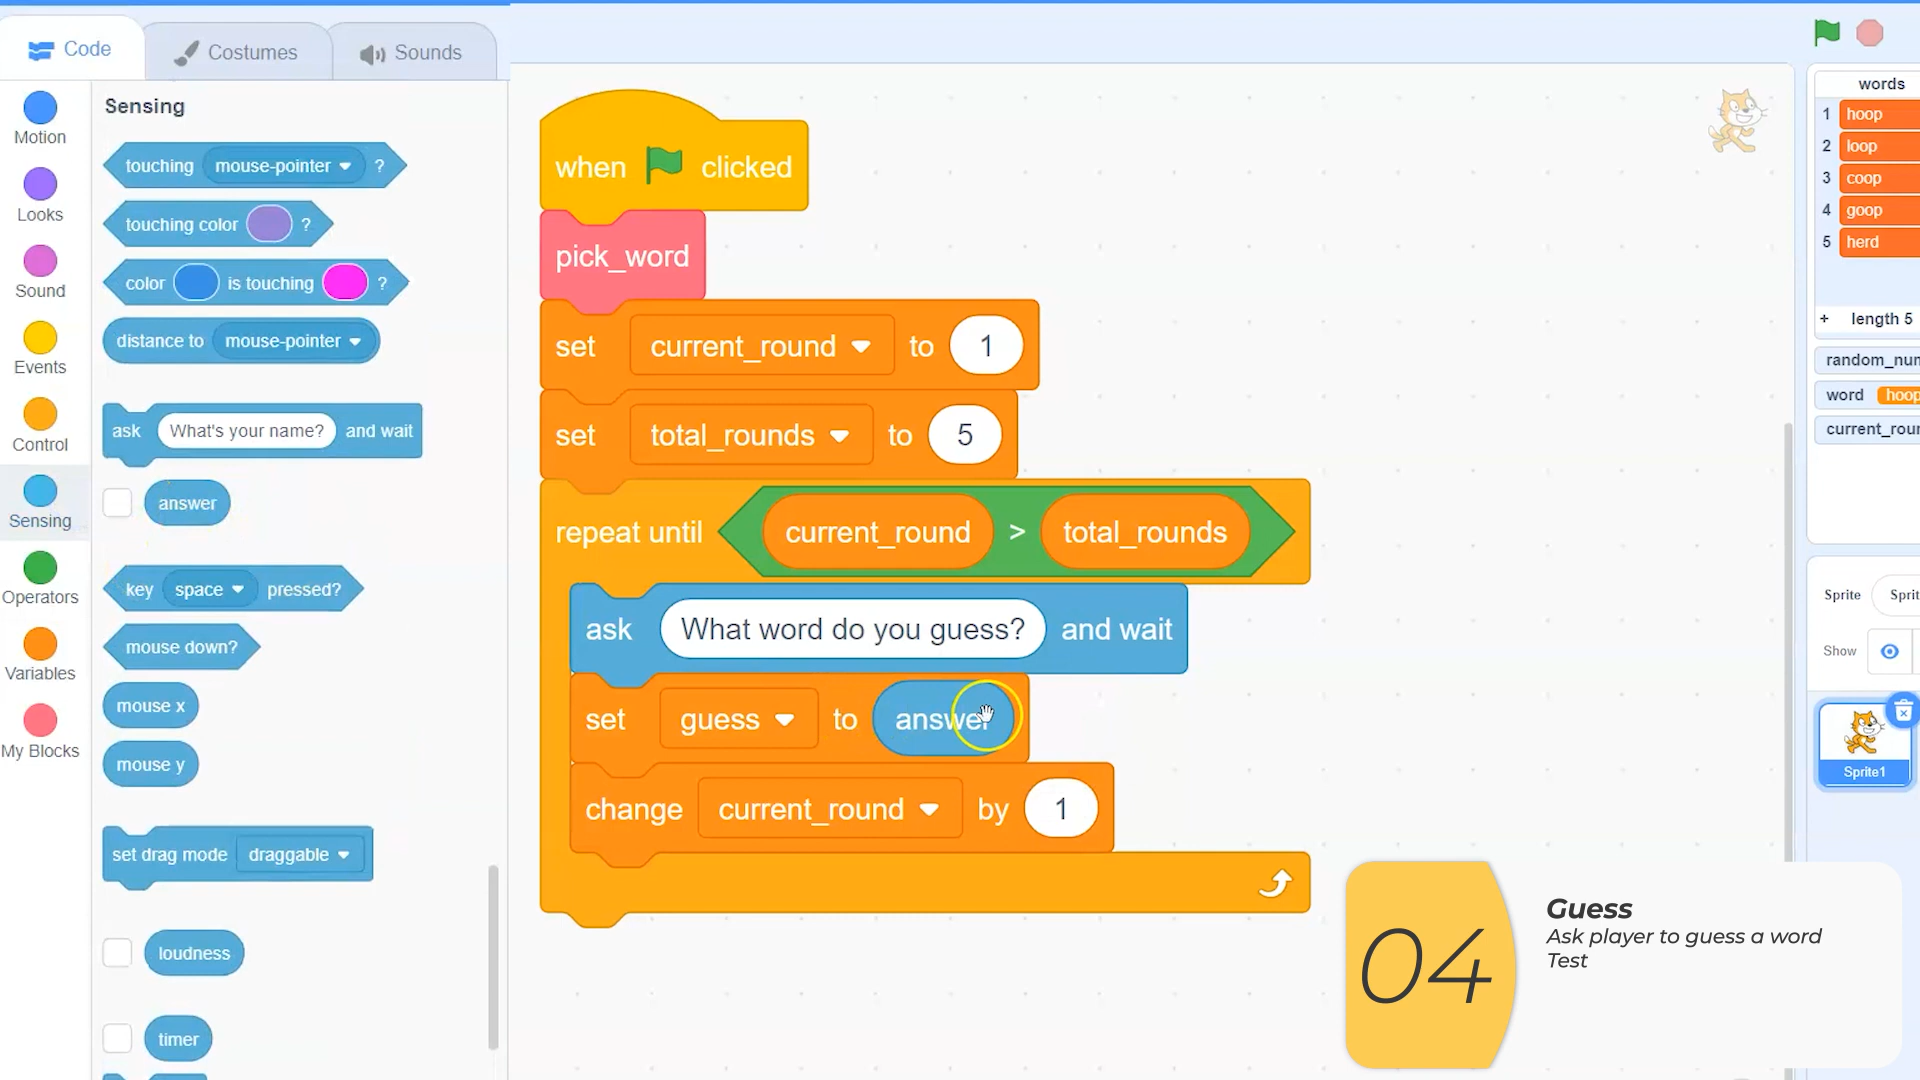 Code
Costumes
Sounds
Motion
Looks
Sound
Events
Control
Sensing
Operators
Variables
My Blocks
Sensing
touching mouse-pointer ?
touching color ?
color is touching ?
distance to mouse-pointer
ask What's your name? and wait
answer
key space pressed?
mouse down?
mouse x
mouse y
set drag mode draggable
loudness
timer
when clicked
pick_word
set current_round to 1
set total_rounds to 5
repeat until current_round > total_rounds
ask What word do you guess? and wait
set guess to answer
change current_round by 1
words
1 hoop
2 loop
3 coop
4 goop
5 herd
+ length 5
random_num
word hoop
current_roun
Sprite Sprit
Show
Sprite1
04
Guess
Ask player to guess a word
Test